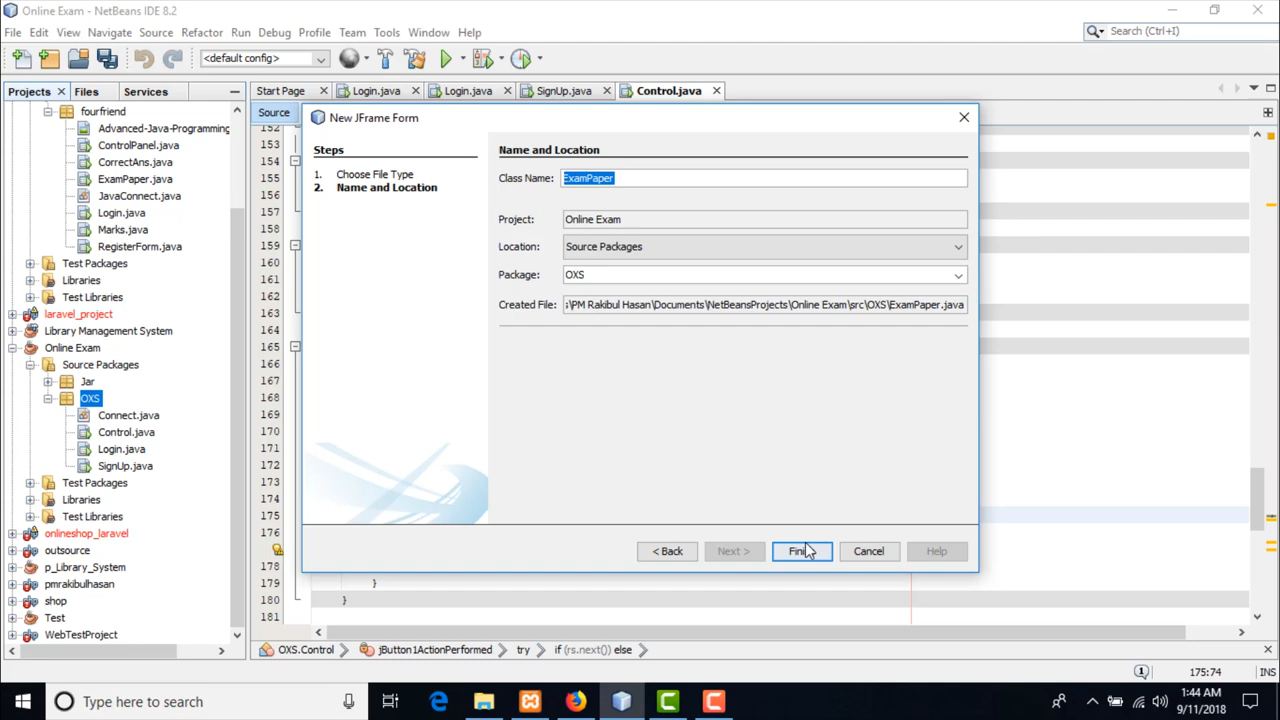 Online Exam - NetBeans IDE 8.2
File Edit View Navigate Source Refactor Run Debug Profile Team Tools Window Help
Search (Ctrl+I)
<default config>
Projects Files Services
Start Page Login.java Login.java SignUp.java Control.java
Source
fourfriend
Advanced-Java-Programming
ControlPanel.java
CorrectAns.java
ExamPaper.java
JavaConnect.java
Login.java
Marks.java
RegisterForm.java
Test Packages
Libraries
Test Libraries
laravel_project
Library Management System
Online Exam
Source Packages
Jar
OXS
Connect.java
Control.java
Login.java
SignUp.java
Test Packages
Libraries
Test Libraries
onlineshop_laravel
outsource
p_Library_System
pmrakibulhasan
shop
Test
WebTestProject
152
153
154
155
156
157
158
159
160
161
162
163
164
165
166
167
168
169
170
171
172
173
174
175
176
178
179 }
180 }
181
New JFrame Form
Steps
1. Choose File Type
2. Name and Location
Name and Location
Class Name: ExamPaper
Project: Online Exam
Location: Source Packages
Package: OXS
Created File: :\PM Rakibul Hasan\Documents\NetBeansProjects\Online Exam\src\OXS\ExamPaper.java
< Back Next > Cancel Help
OXS.Control jButton1ActionPerformed try if (rs.next()) else
175:74 INS
Type here to search
1:44 AM
9/11/2018